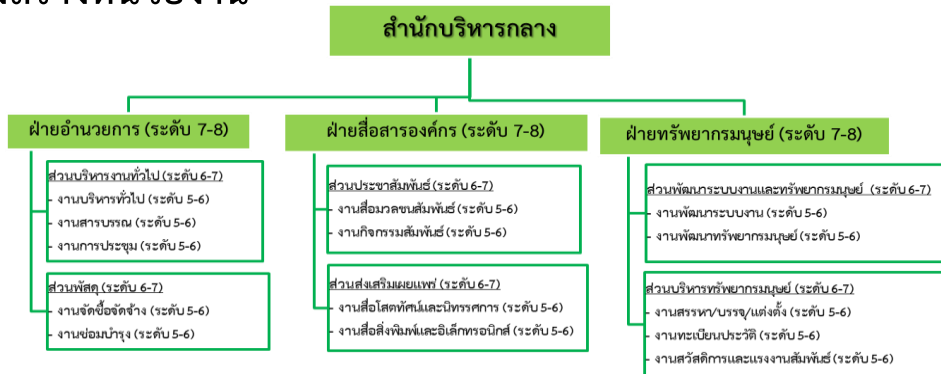 สำนักบริหารกลาง
ฝ่ายอำนวยการ (ระดับ 7-8)
ส่วนบริหารงานทั่วไป (ระดับ 6-7)
- งานบริหารทั่วไป (ระดับ 5-6)
- งานสารบรรณ (ระดับ 5-6)
- งานการประชุม (ระดับ 5-6)
ส่วนพัสดุ (ระดับ 6-7)
- งานจัดซื้อจัดจ้าง (ระดับ 5-6)
- งานซ่อมบำรุง (ระดับ 5-6)
ฝ่ายสื่อสารองค์กร (ระดับ 7-8)
ส่วนประชาสัมพันธ์ (ระดับ 6-7)
- งานสื่อมวลชนสัมพันธ์ (ระดับ 5-6)
- งานกิจกรรมสัมพันธ์ (ระดับ 5-6)
ส่วนส่งเสริมเผยแพร่ (ระดับ 6-7)
- งานสื่อโสตทัศน์และนิทรรศการ (ระดับ 5-6)
- งานสื่อสิ่งพิมพ์และอิเล็กทรอนิกส์ (ระดับ 5-6)
ฝ่ายทรัพยากรมนุษย์ (ระดับ 7-8)
ส่วนพัฒนาระบบงานและทรัพยากรมนุษย์ (ระดับ 6-7)
- งานพัฒนาระบบงาน (ระดับ 5-6)
- งานพัฒนาทรัพยากรมนุษย์ (ระดับ 5-6)
ส่วนบริหารทรัพยากรมนุษย์ (ระดับ 6-7)
- งานสรรหา/บรรจุ/แต่งตั้ง (ระดับ 5-6)
- งานทะเบียนประวัติ (ระดับ 5-6)
- งานสวัสดิการและแรงงานสัมพันธ์ (ระดับ 5-6)